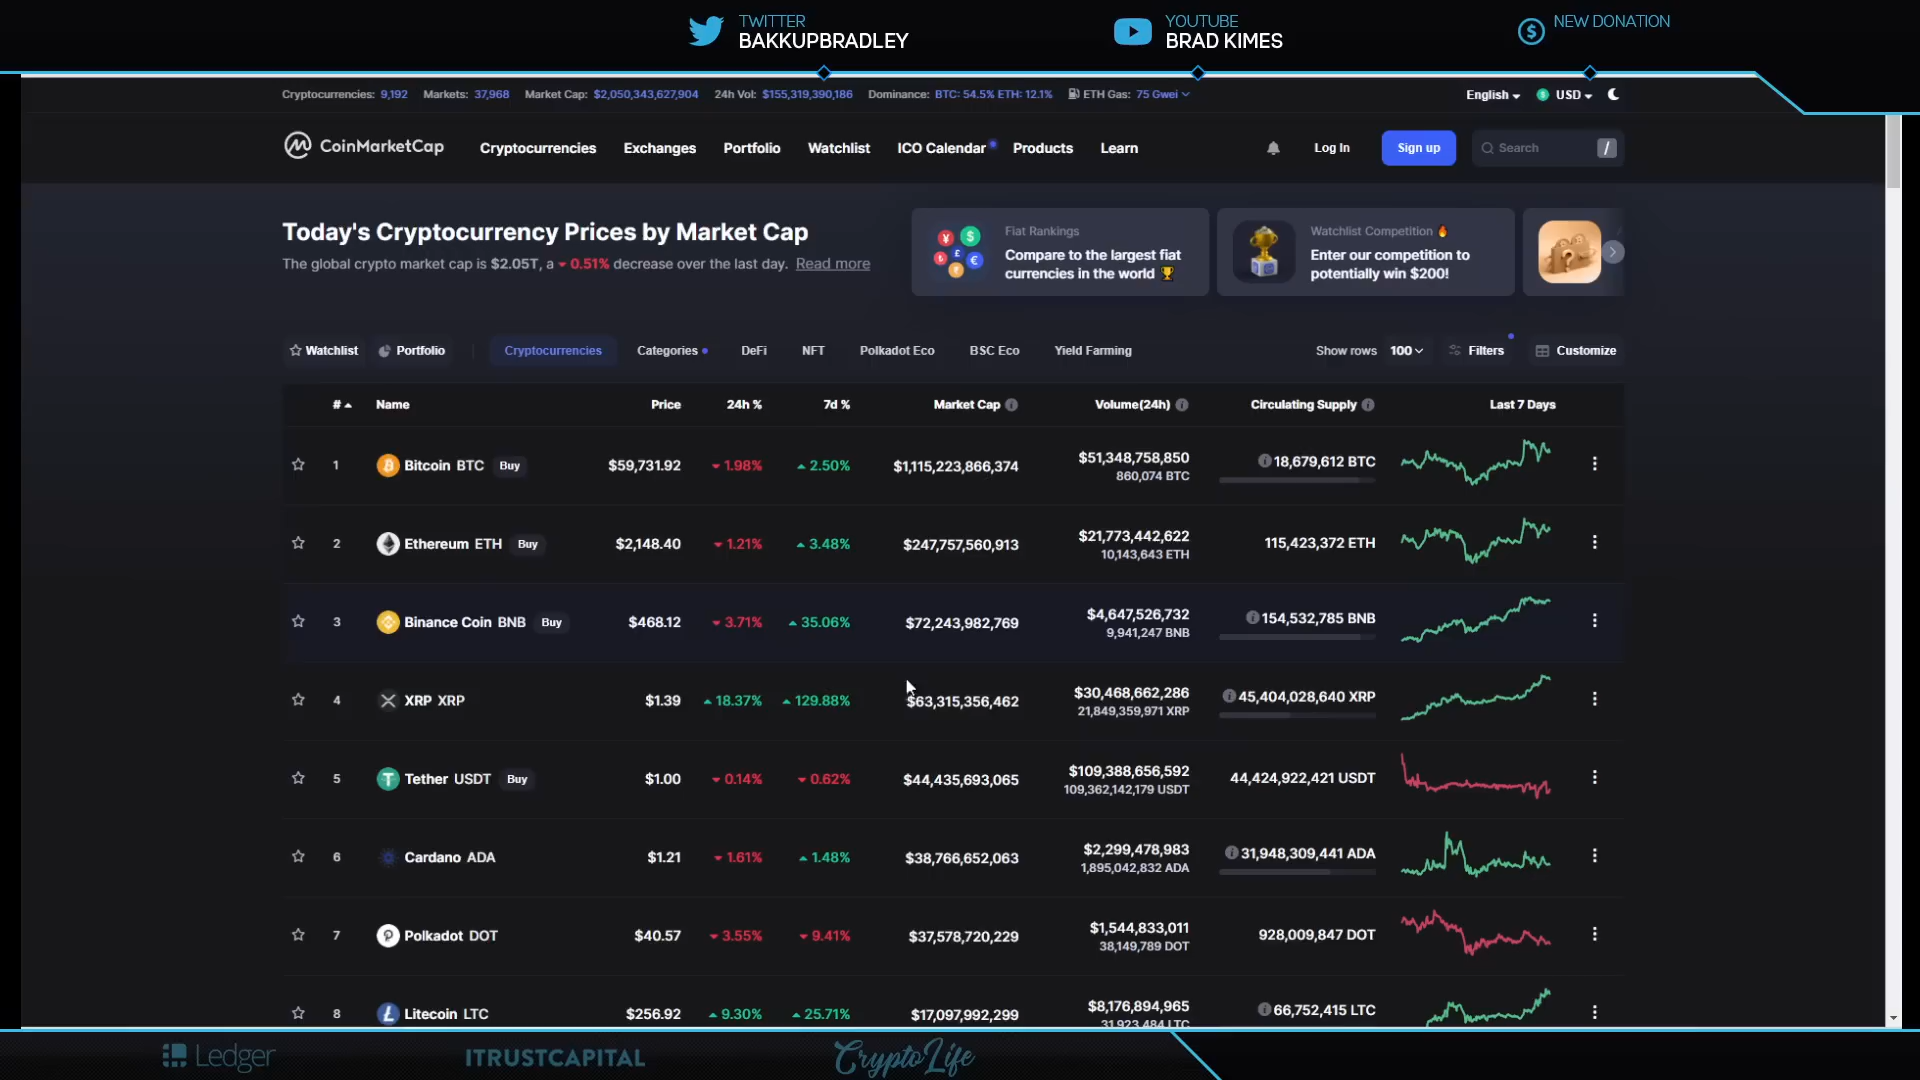 TWITTER
BAKKUPBRADLEY
YOUTUBE
BRAD KIMES
NEW DONATION
Cryptocurrencies: 9,192 Markets: 37,968 Market Cap: $2,050,343,627,904 24h Vol: $155,319,390,186 Dominance: BTC: 54.5% ETH: 12.1% ETH Gas: 75 Gwei
English USD
CoinMarketCap Cryptocurrencies Exchanges Portfolio Watchlist ICO Calendar Products Learn Log In Sign up Search /
Today's Cryptocurrency Prices by Market Cap
The global crypto market cap is $2.05T, a 0.51% decrease over the last day. Read more
Fiat Rankings
Compare to the largest fiat
currencies in the world
Watchlist Competition
Enter our competition to
potentially win $200!
Watchlist Portfolio Cryptocurrencies Categories DeFi NFT Polkadot Eco BSC Eco Yield Farming Show rows 100 Filters Customize
# Name Price 24h % 7d % Market Cap Volume(24h) Circulating Supply Last 7 Days
1 Bitcoin BTC Buy $59,731.92 1.98% 2.50% $1,115,223,866,374 $51,348,758,850 18,679,612 BTC
860,074 BTC
2 Ethereum ETH Buy $2,148.40 1.21% 3.48% $247,757,560,913 $21,773,442,622 115,423,372 ETH
10,143,643 ETH
3 Binance Coin BNB Buy $468.12 3.71% 35.06% $72,243,982,769 $4,647,526,732 154,532,785 BNB
9,941,247 BNB
4 XRP XRP $1.39 18.37% 129.88% $63,315,356,462 $30,468,662,286 45,404,028,640 XRP
21,849,359,971 XRP
5 Tether USDT Buy $1.00 0.14% 0.62% $44,435,693,065 $109,388,656,592 44,424,922,421 USDT
109,362,142,179 USDT
6 Cardano ADA $1.21 1.61% 1.48% $38,766,652,063 $2,299,478,983 31,948,309,441 ADA
1,895,042,832 ADA
7 Polkadot DOT $40.57 3.55% 9.41% $37,578,720,229 $1,544,833,011 928,009,847 DOT
38,149,789 DOT
8 Litecoin LTC $256.92 9.30% 25.71% $17,097,992,299 $8,176,894,965 66,752,415 LTC
31,923,484 LTC
Ledger ITRUSTCAPITAL CryptoLife